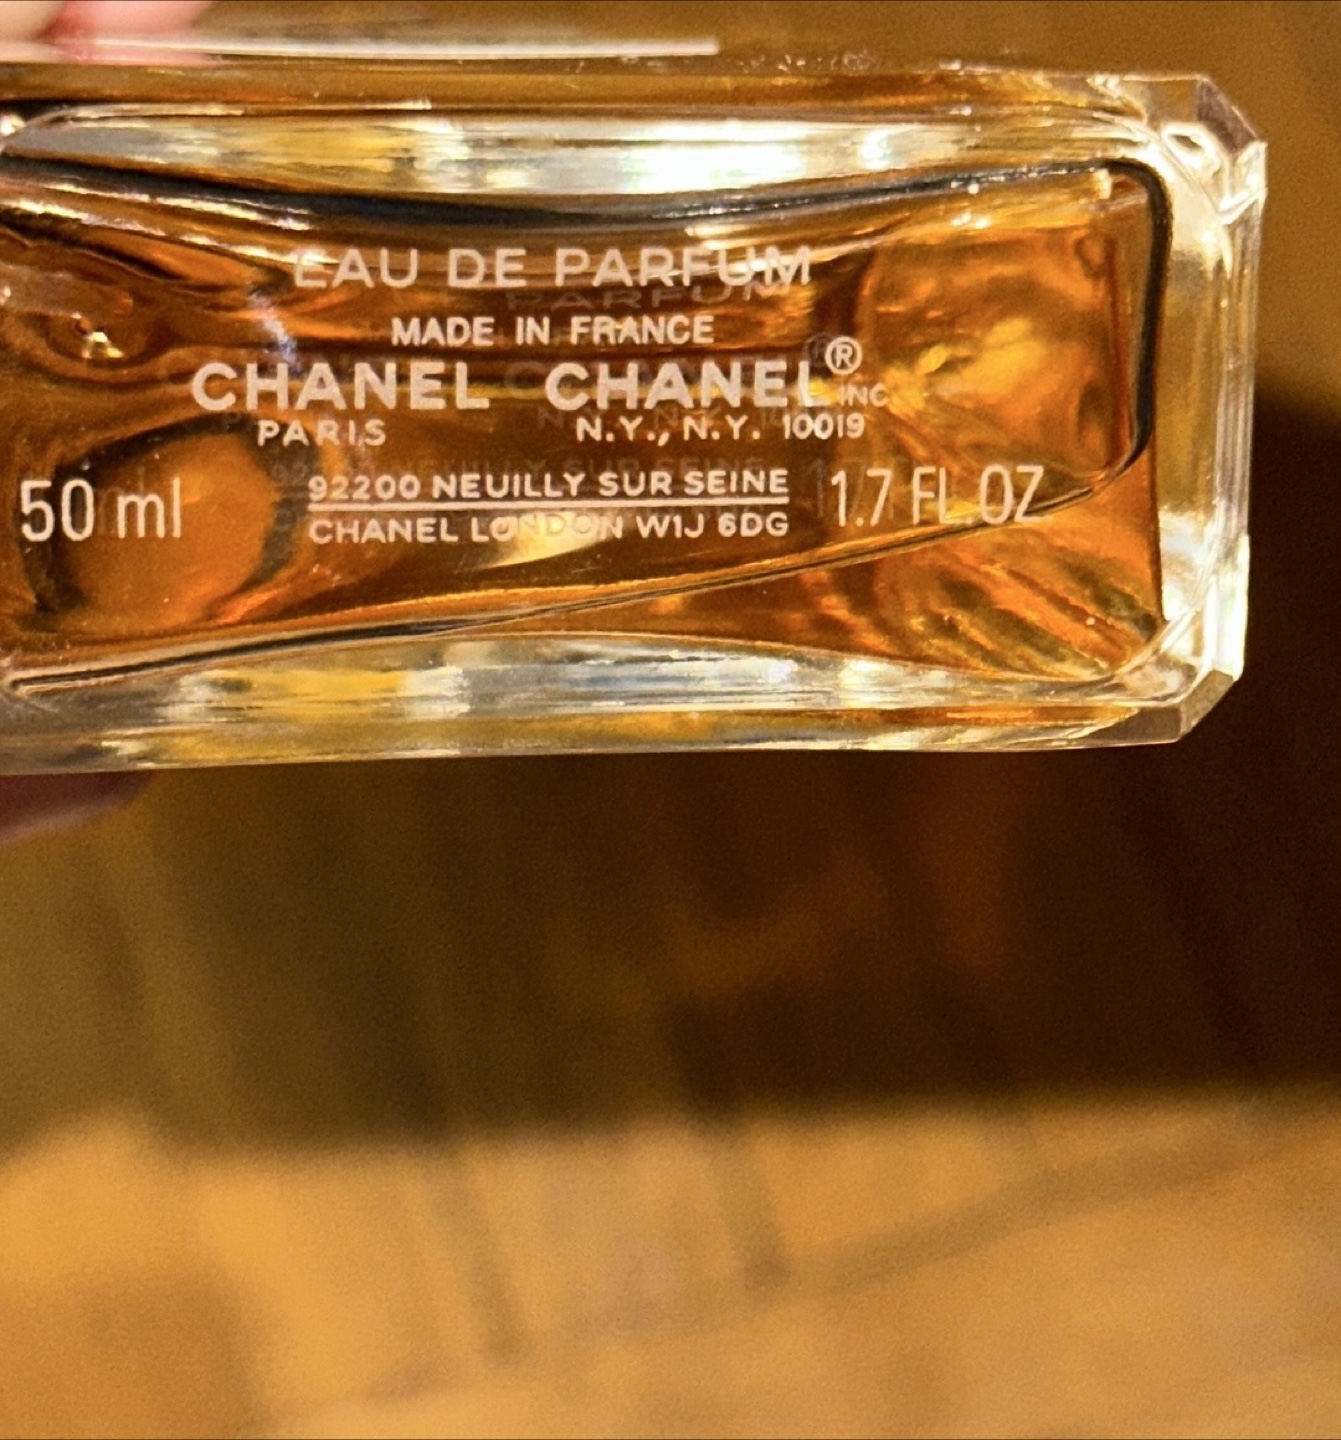 EAU DE PARFUM
MADE IN FRANCE
CHANEL CHANEL® INC
PARIS N.Y., N.Y. 10019
50 ml 92200 NEUILLY SUR SEINE 1.7 FL.OZ
CHANEL LONDON W1J 6DG